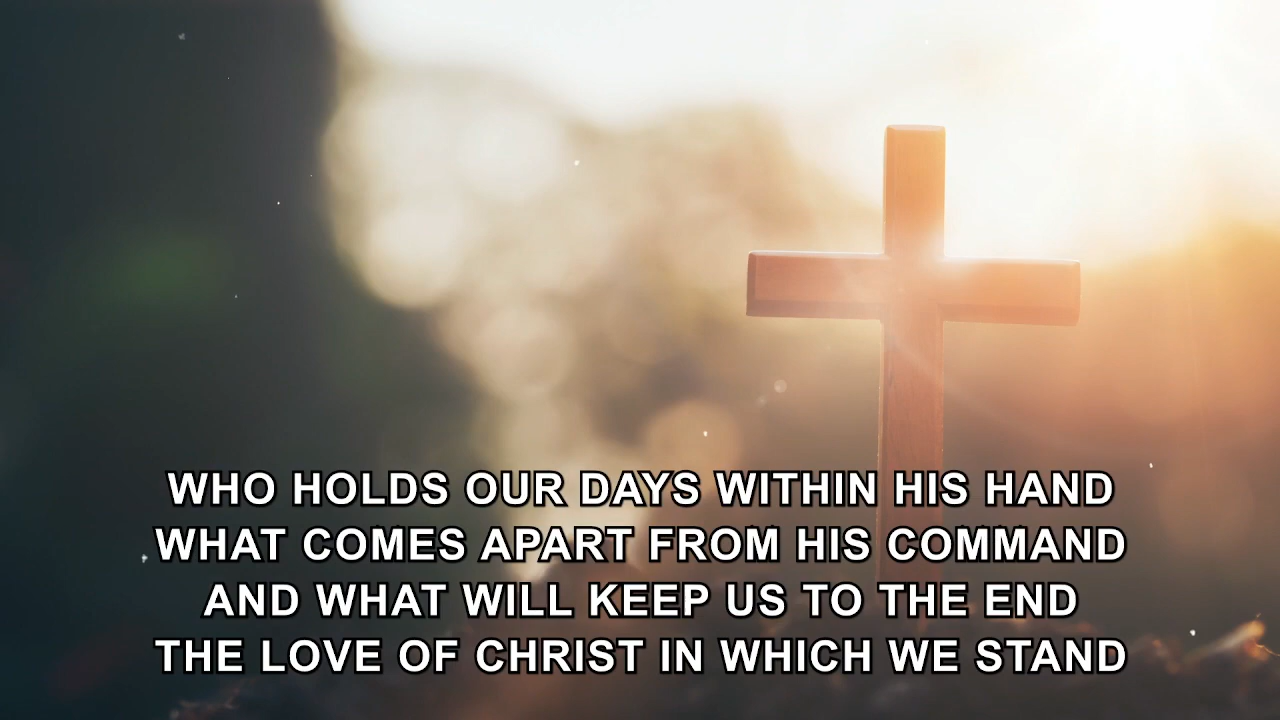 WHO HOLDS OUR DAYS WITHIN HIS HAND
WHAT COMES APART FROM HIS COMMAND
AND WHAT WILL KEEP US TO THE END
THE LOVE OF CHRIST IN WHICH WE STAND